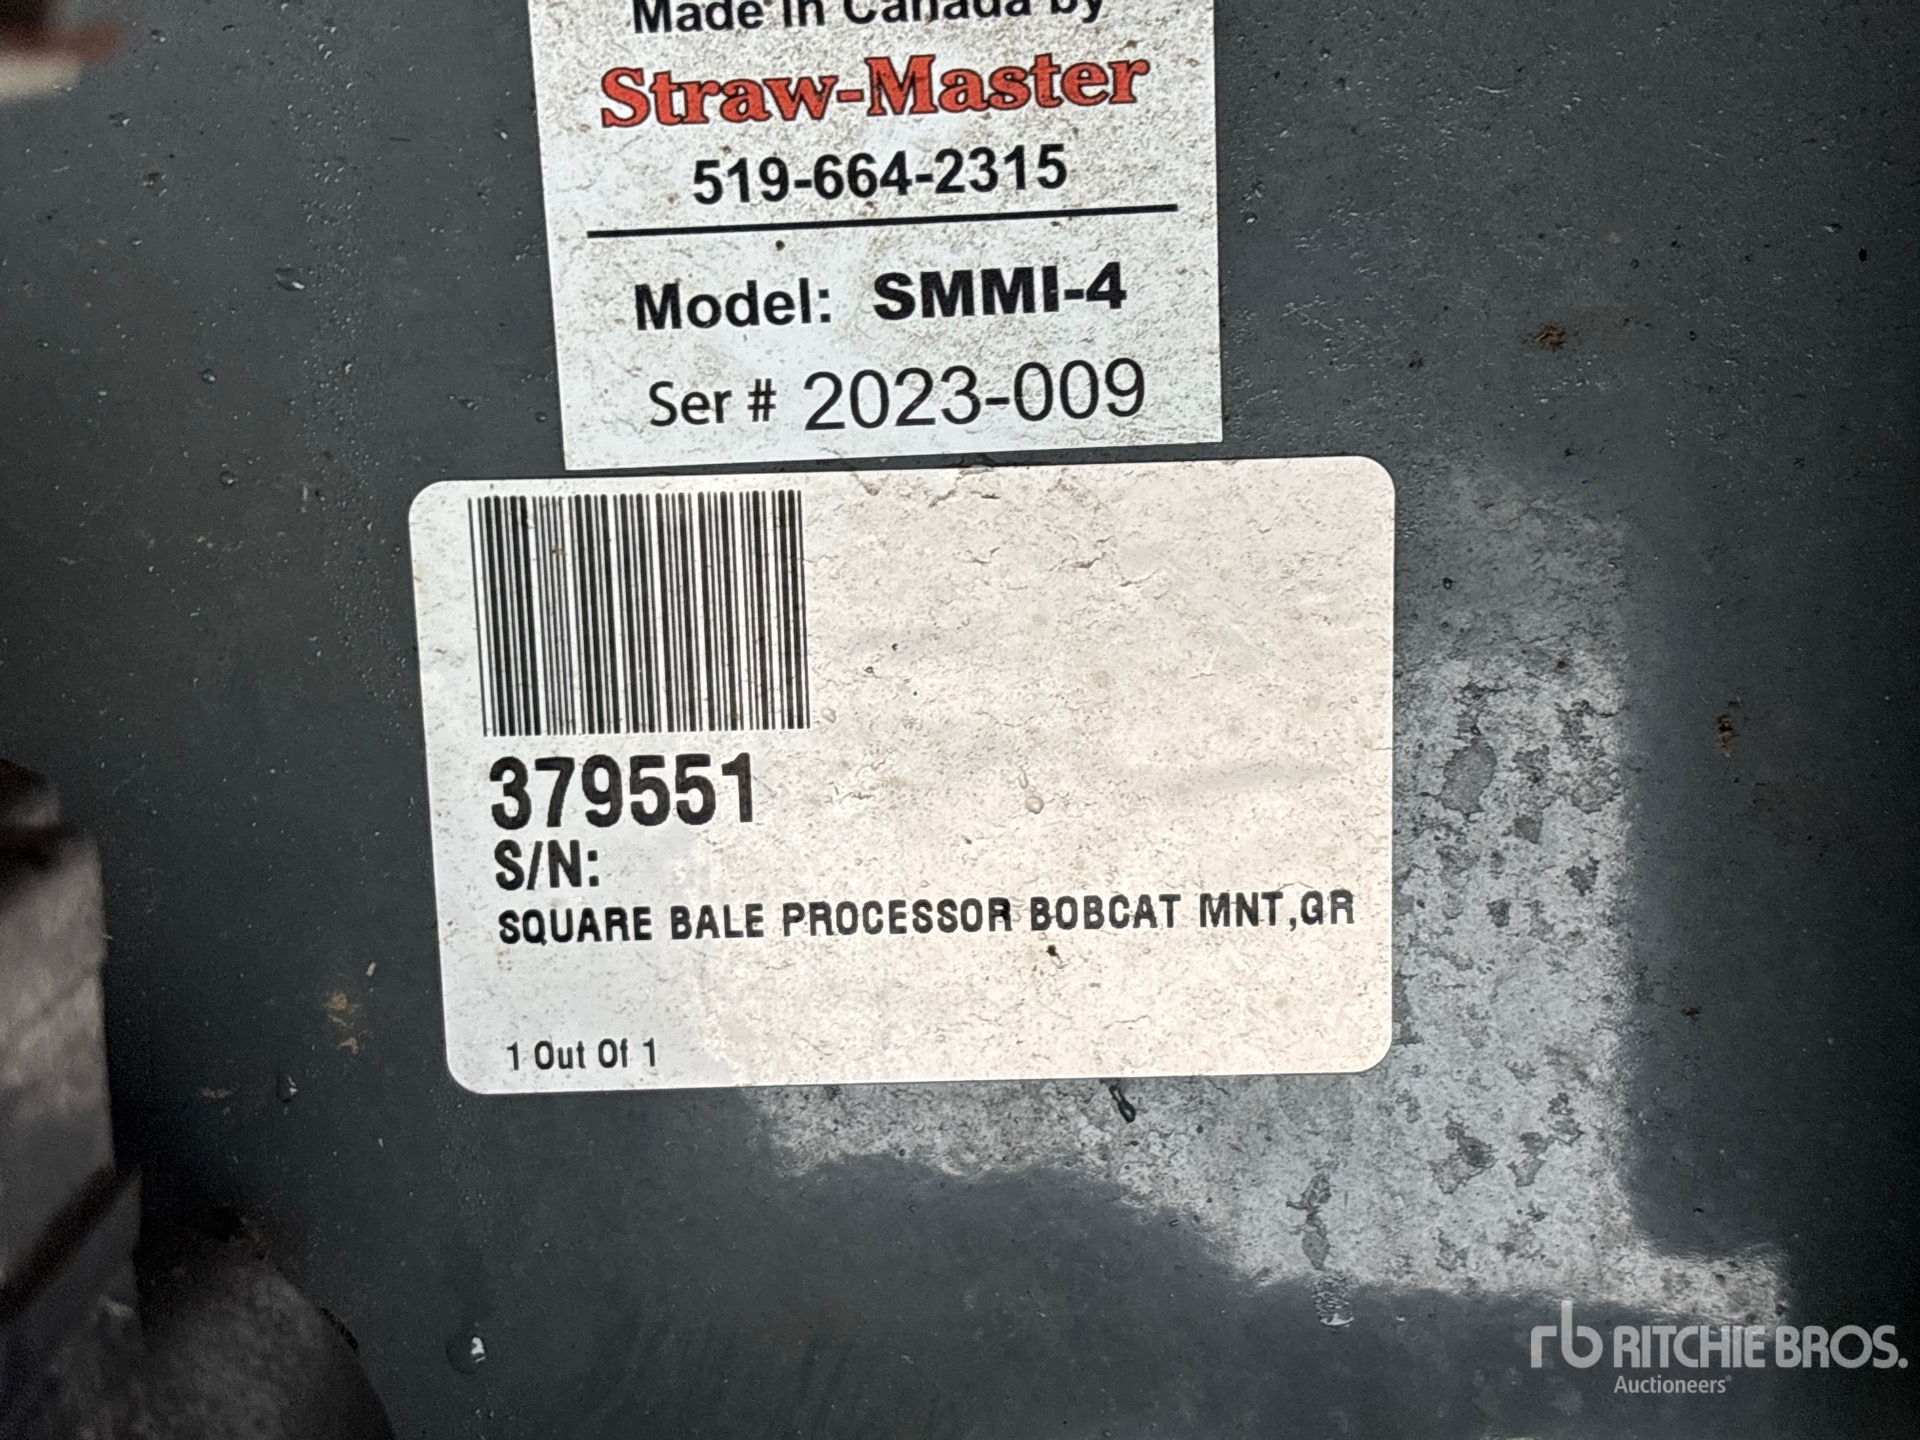 Made in Canada by
Straw-Master
519-664-2315
Model: SMMI-4
Ser # 2023-009
379551
S/N:
SQUARE BALE PROCESSOR BOBCAT MNT,GR
1 Out Of 1
rb RITCHIE BROS.
Auctioneers®